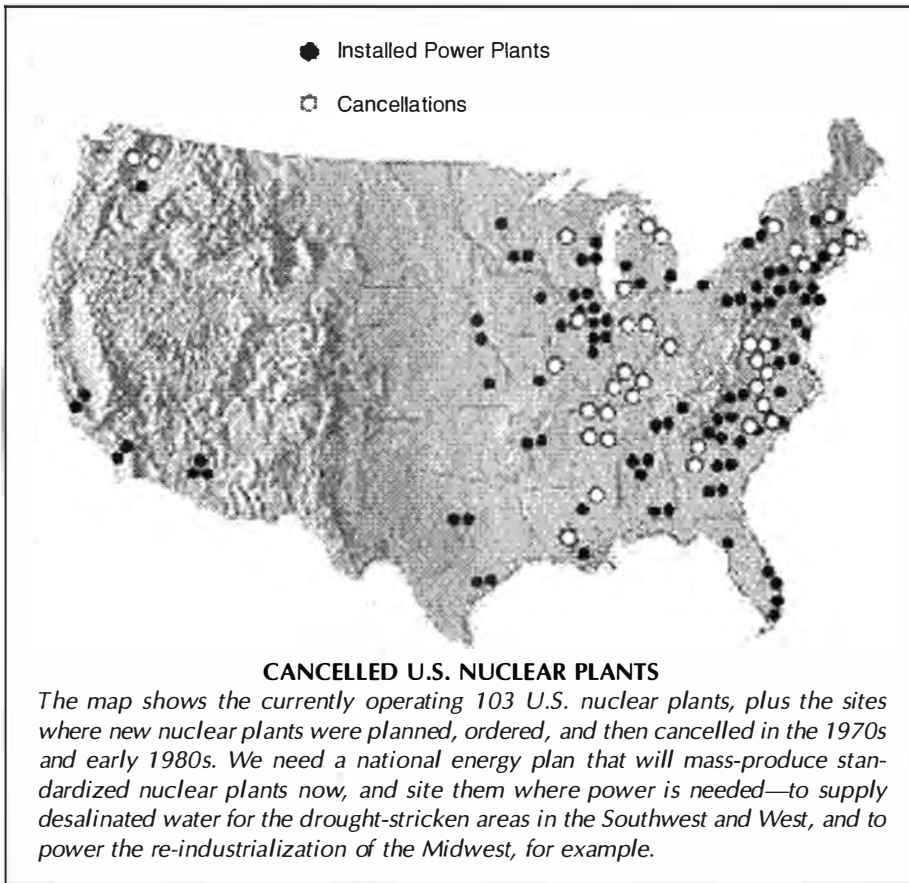 Installed Power Plants
Cancellations
CANCELLED U.S. NUCLEAR PLANTS
The map shows the currently operating 103 U.S. nuclear plants, plus the sites
where new nuclear plants were planned, ordered, and then cancelled in the 1970s
and early 1980s. We need a national energy plan that will mass-produce stan-
dardized nuclear plants now, and site them where power is needed—to supply
desalinated water for the drought-stricken areas in the Southwest and West, and to
power the re-industrialization of the Midwest, for example.